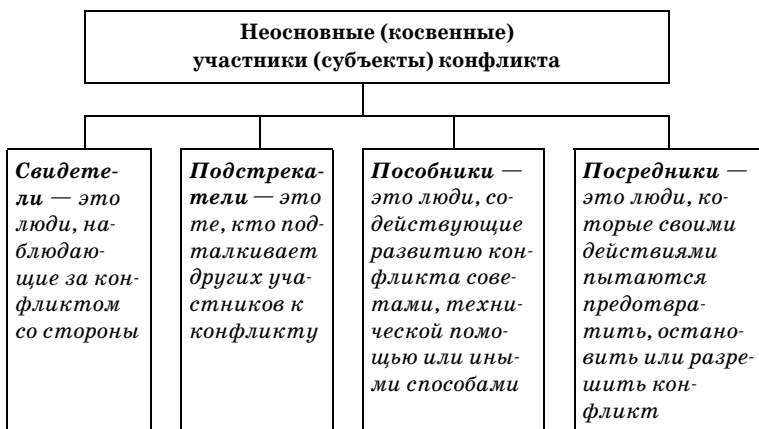 Неосновные (косвенные)
участники (субъекты) конфликта
Свидете-
ли — это
люди, на-
блюдаю-
щие за кон-
фликтом
со стороны
Подстрека-
тели — это
те, кто под-
талкивает
других уча-
стников к
конфликту
Пособники —
это люди, со-
действующие
развитию кон-
фликта сове-
тами, техни-
ческой помо-
щью или ины-
ми способами
Посредники —
это люди, ко-
торые своими
действиями
пытаются
предотвра-
тить, остано-
вить или разре-
шить кон-
фликт